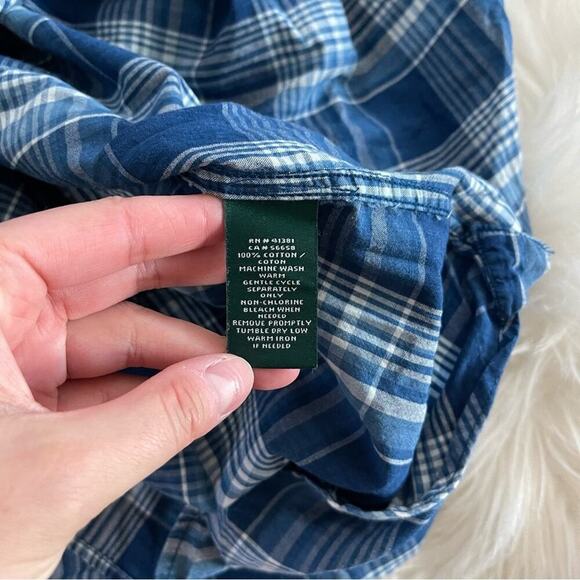 RN # 41381
CA # 56658
100% COTTON /
COTON
MACHINE WASH
WARM
GENTLE CYCLE
SEPARATELY
ONLY
NON-CHLORINE
BLEACH WHEN
NEEDED
REMOVE PROMPTLY
TUMBLE DRY LOW
WARM IRON
IF NEEDED